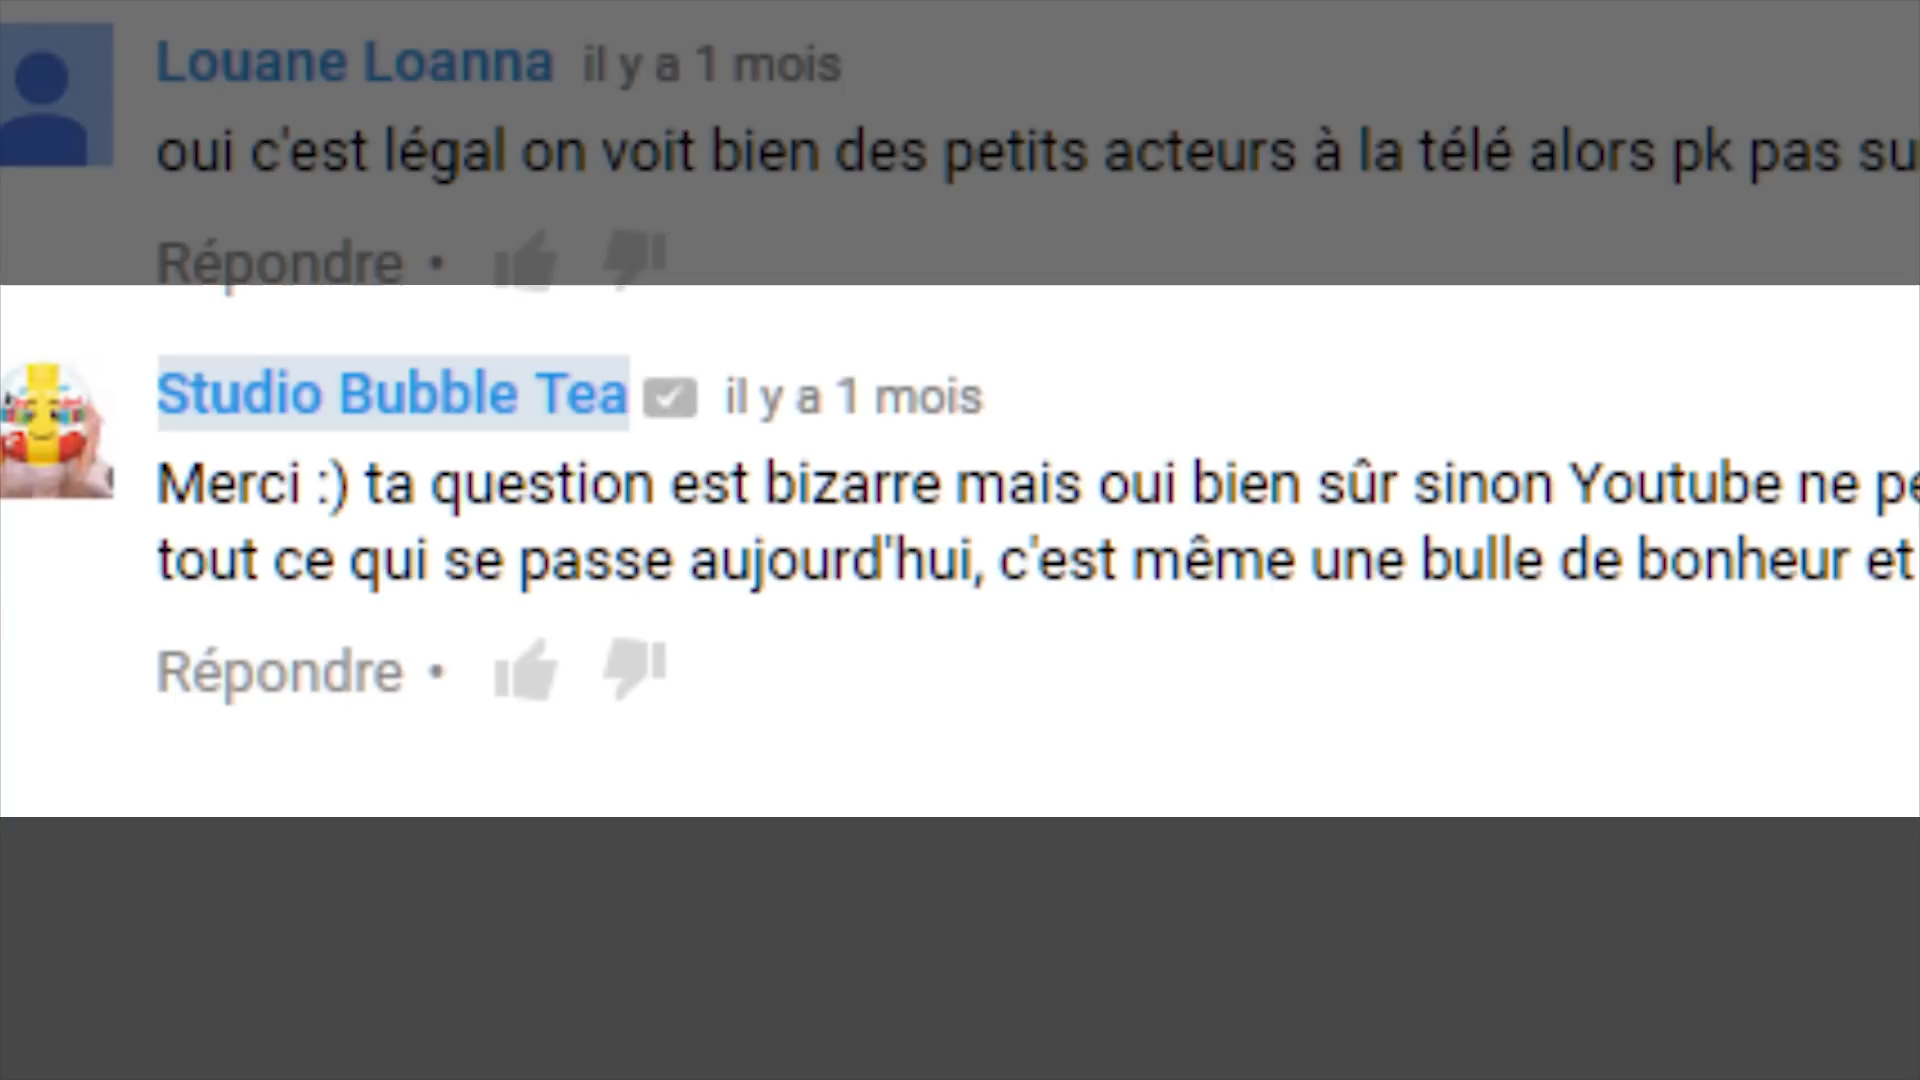 Louane Loanna il y a 1 mois
oui c'est légal on voit bien des petits acteurs à la télé alors pk pas su
Répondre •
Studio Bubble Tea il y a 1 mois
Merci :) ta question est bizarre mais oui bien sûr sinon Youtube ne pe
tout ce qui se passe aujourd'hui, c'est même une bulle de bonheur et
Répondre •